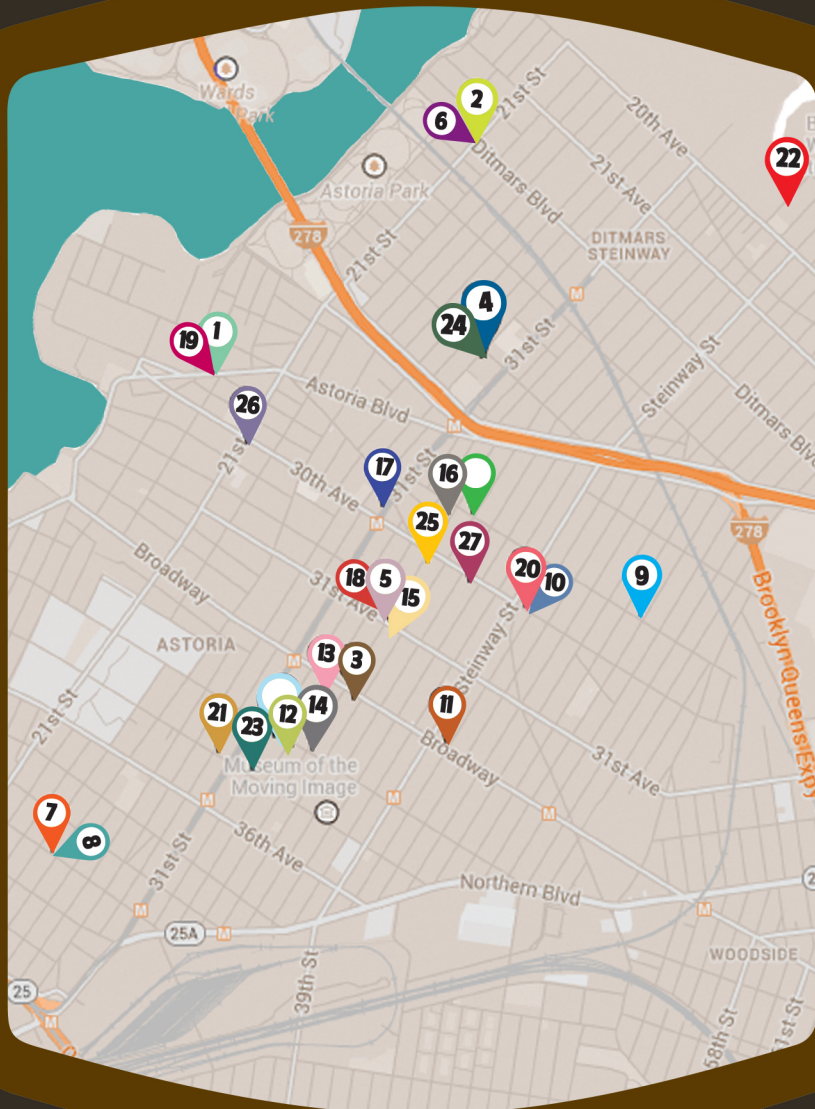 Wards
Park
2
21st St
6
20th Ave
B
W
22
Astoria Park
Ditmars Blvd
21st Ave
278
21st St
DITMARS
STEINWAY
M
4
24
31st St
19
1
Steinway St
26
Astoria Blvd
Ditmars Blvd
M
21st
30th Ave
17
31st St
16
M
25
27
278
Broadway
31st Ave
18
5
15
20
10
9
Brooklyn Queens Expy
ASTORIA
M
13
3
Steinway St
21st St
21
23
12
14
11
Broadway
31st Ave
Museum of the
Moving Image
M
M
M
7
8
31st St
36th Ave
Northern Blvd
2
M
M
25A
M
WOODSIDE
25
M
39th St
58th St
61st St